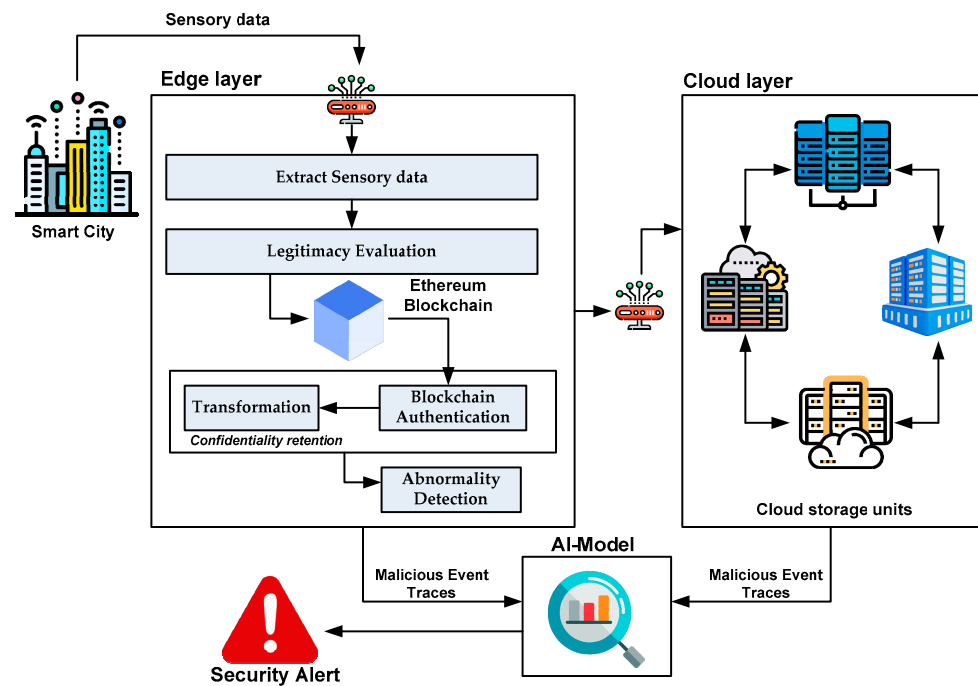 Sensory data
Edge layer
Cloud layer
Extract Sensory data
Smart City
Legitimacy Evaluation
Ethereum
Blockchain
Transformation
Blockchain
Authentication
Confidentiality retention
Abnormality
Detection
Cloud storage units
AI-Model
Malicious Event
Traces
Malicious Event
Traces
Security Alert